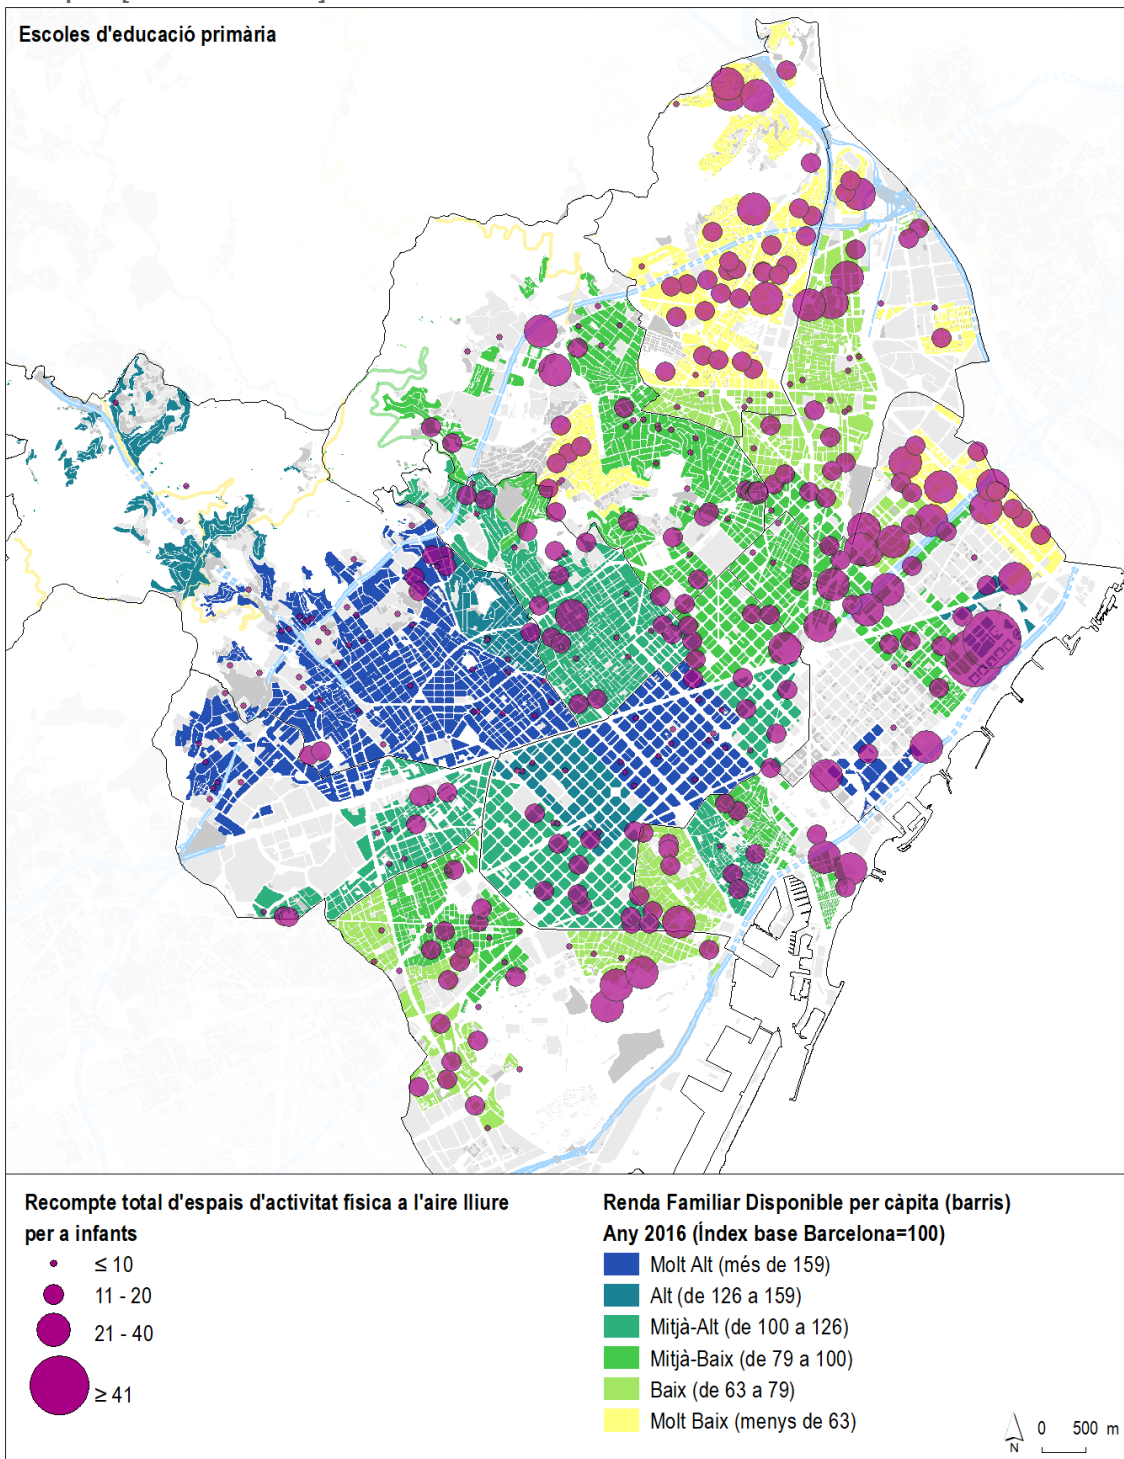 Escoles d'educació primària
Recompte total d'espais d'activitat física a l'aire lliure
per a infants
≤ 10
11 - 20
21 - 40
≥ 41
Renda Familiar Disponible per càpita (barris)
Any 2016 (Índex base Barcelona=100)
Molt Alt (més de 159)
Alt (de 126 a 159)
Mitjà-Alt (de 100 a 126)
Mitjà-Baix (de 79 a 100)
Baix (de 63 a 79)
Molt Baix (menys de 63)
N
0 500 m